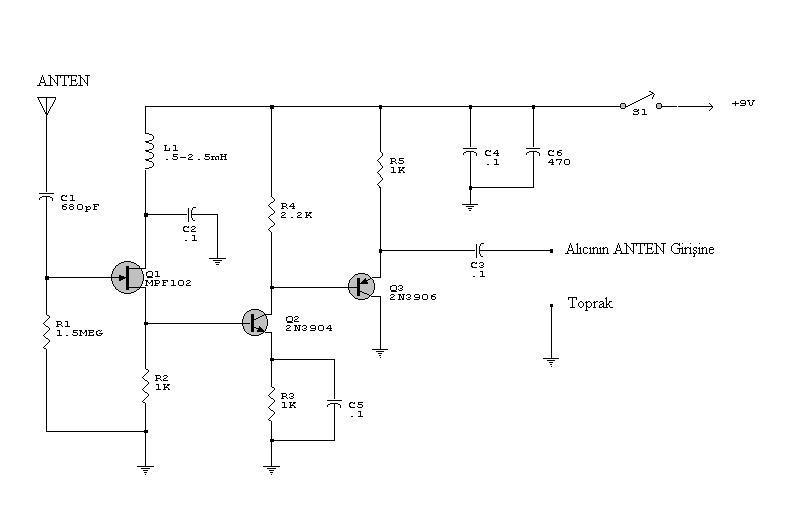 ANTEN
+9V
S1
L1
.5-2.5mH
C4
.1
C6
470
R5
1K
C1
680pF
R4
2.2K
C2
.1
Alıcının ANTEN Girişine
C3
.1
Q1
MPF102
Q3
2N3906
Toprak
R1
1.5MEG
Q2
2N3904
R2
1K
R3
1K
C5
.1